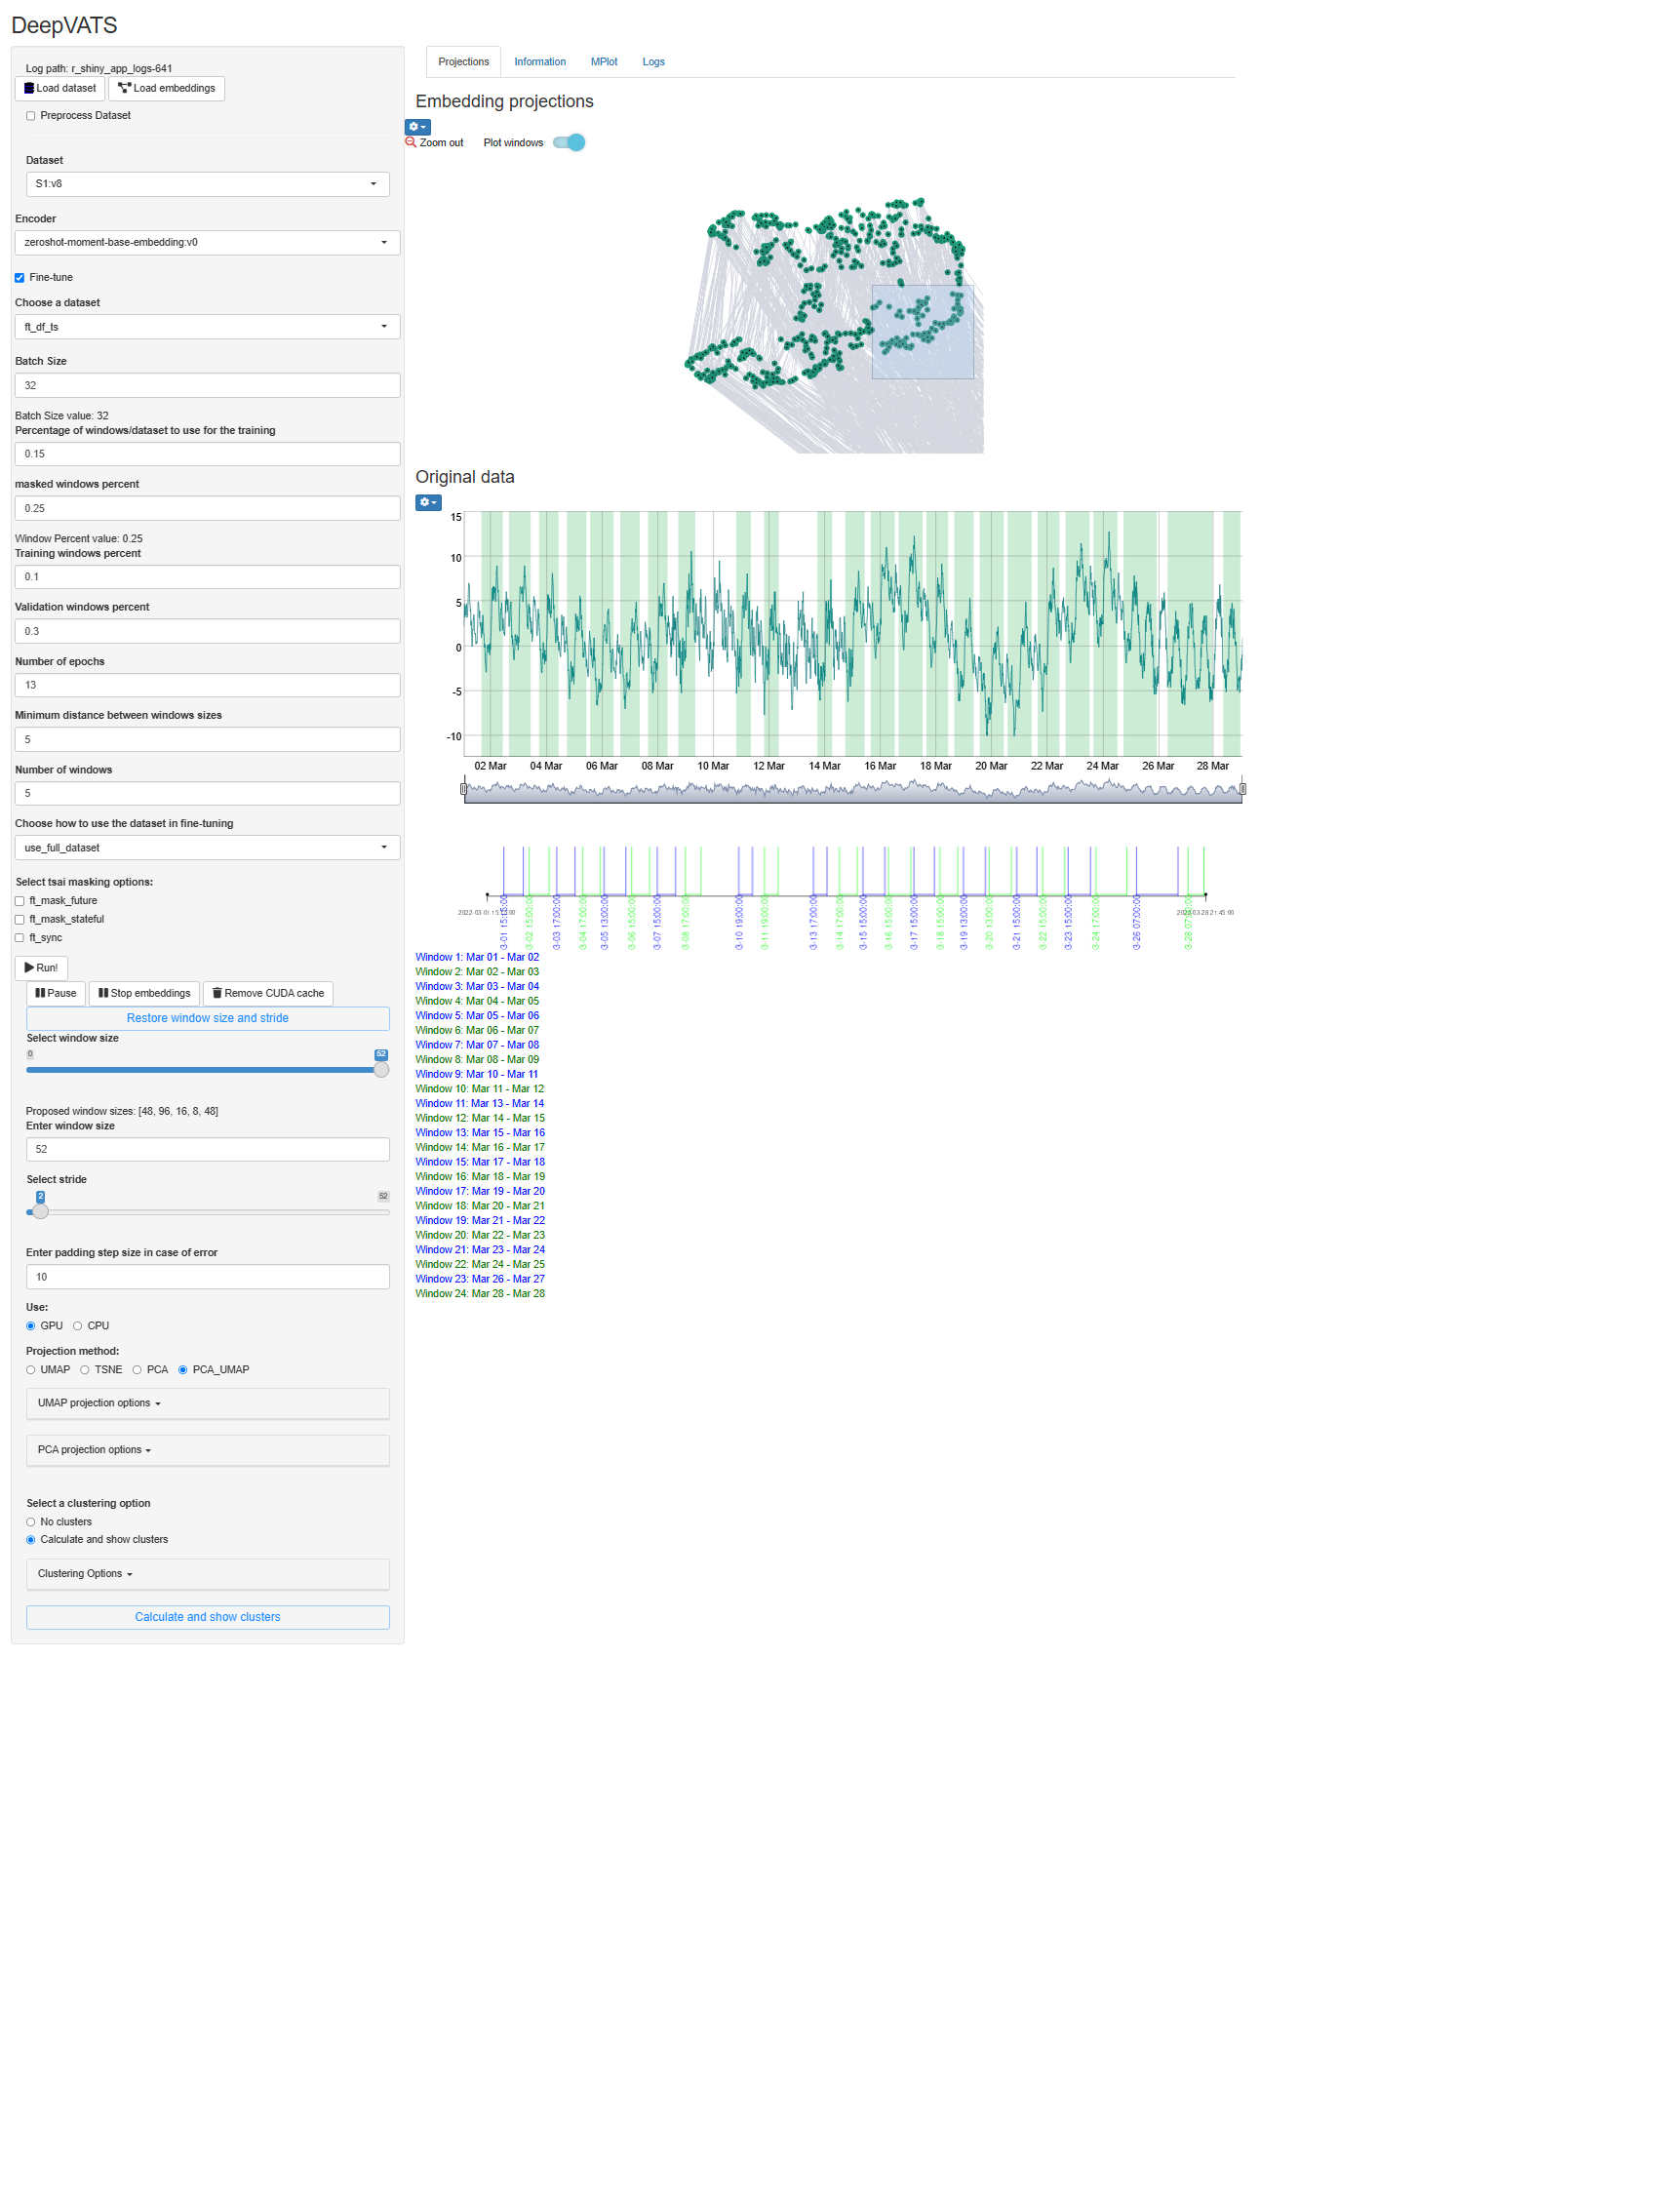 DeepVATS
Log path: r_shiny_app_logs-641
Load dataset
Load embeddings
Preprocess Dataset
Dataset
S1:v8
Encoder
zeroshot-moment-base-embedding:v0
Fine-tune
Choose a dataset
ft_df_ts
Batch Size
32
Batch Size value: 32
Percentage of windows/dataset to use for the training
0.15
masked windows percent
0.25
Window Percent value: 0.25
Training windows percent
0.1
Validation windows percent
0.3
Number of epochs
13
Minimum distance between windows sizes
5
Number of windows
5
Choose how to use the dataset in fine-tuning
use_full_dataset
Select tsai masking options:
ft_mask_future
ft_mask_stateful
ft_sync
Run!
Pause
Stop embeddings
Remove CUDA cache
Restore window size and stride
Select window size
0
52
Proposed window sizes: [48, 96, 16, 8, 48]
Enter window size
52
Select stride
2
52
Enter padding step size in case of error
10
Use:
GPU
CPU
Projection method:
UMAP
TSNE
PCA
PCA_UMAP
UMAP projection options
PCA projection options
Select a clustering option
No clusters
Calculate and show clusters
Clustering Options
Calculate and show clusters
Projections
Information
MPlot
Logs
Embedding projections
Zoom out
Plot windows
Original data
15
10
5
0
-5
-10
02 Mar
04 Mar
06 Mar
08 Mar
10 Mar
12 Mar
14 Mar
16 Mar
18 Mar
20 Mar
22 Mar
24 Mar
26 Mar
28 Mar
3-01 15:15:00
3-02 15:00:00
3-03 17:00:00
3-04 17:00:00
3-05 13:00:00
3-06 15:00:00
3-07 15:00:00
3-08 17:00:00
3-10 19:00:00
3-11 19:00:00
3-13 17:00:00
3-14 17:00:00
3-15 15:00:00
3-16 15:00:00
3-17 15:00:00
3-18 15:00:00
3-19 13:00:00
3-20 13:00:00
3-21 15:00:00
3-22 15:00:00
3-23 15:00:00
3-24 17:00:00
3-26 07:00:00
Window 1: Mar 01 - Mar 02
Window 2: Mar 02 - Mar 03
Window 3: Mar 03 - Mar 04
Window 4: Mar 04 - Mar 05
Window 5: Mar 05 - Mar 06
Window 6: Mar 06 - Mar 07
Window 7: Mar 07 - Mar 08
Window 8: Mar 08 - Mar 09
Window 9: Mar 10 - Mar 11
Window 10: Mar 11 - Mar 12
Window 11: Mar 13 - Mar 14
Window 12: Mar 14 - Mar 15
Window 13: Mar 15 - Mar 16
Window 14: Mar 16 - Mar 17
Window 15: Mar 17 - Mar 18
Window 16: Mar 18 - Mar 19
Window 17: Mar 19 - Mar 20
Window 18: Mar 20 - Mar 21
Window 19: Mar 21 - Mar 22
Window 20: Mar 22 - Mar 23
Window 21: Mar 23 - Mar 24
Window 22: Mar 24 - Mar 25
Window 23: Mar 26 - Mar 27
Window 24: Mar 28 - Mar 28